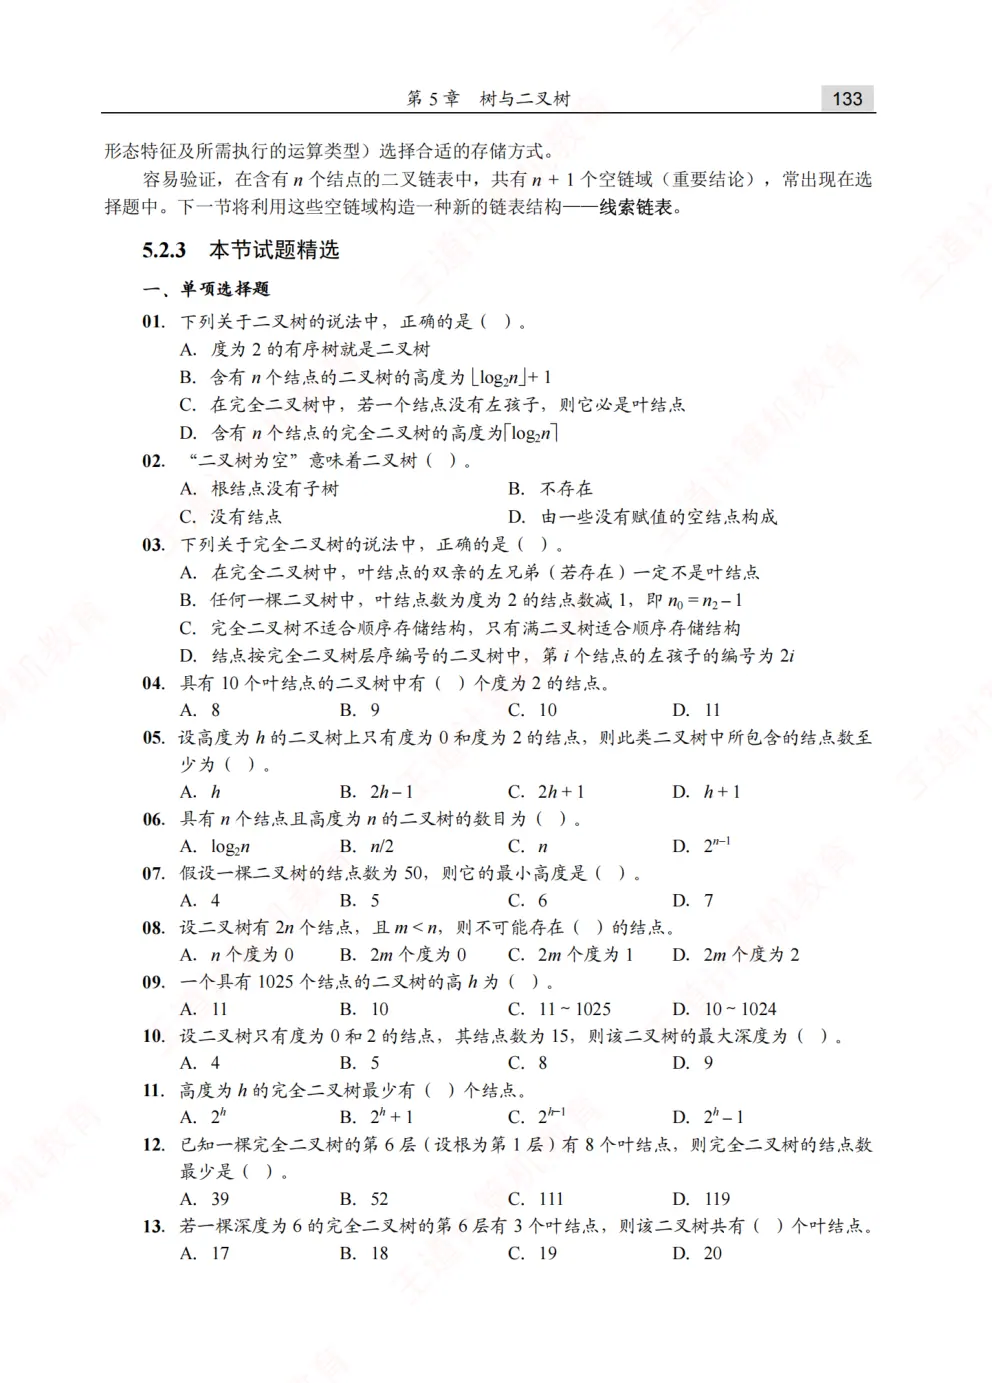 第 5 章　树与二叉树　133
形态特征及所需执行的运算类型）选择合适的存储方式。
容易验证，在含有 n 个结点的二叉链表中，共有 n + 1 个空链域（重要结论），常出现在选
择题中。下一节将利用这些空链域构造一种新的链表结构——线索链表。
5.2.3　本节试题精选
一、单项选择题
01. 下列关于二叉树的说法中，正确的是（　）。
A. 度为 2 的有序树就是二叉树
B. 含有 n 个结点的二叉树的高度为 ⌊log₂n⌋+ 1
C. 在完全二叉树中，若一个结点没有左孩子，则它必是叶结点
D. 含有 n 个结点的完全二叉树的高度为⌈log₂n⌉
02. “二叉树为空”意味着二叉树（　）。
A. 根结点没有子树　B. 不存在
C. 没有结点　D. 由一些没有赋值的空结点构成
03. 下列关于完全二叉树的说法中，正确的是（　）。
A. 在完全二叉树中，叶结点的双亲的左兄弟（若存在）一定不是叶结点
B. 任何一棵二叉树中，叶结点数为度为 2 的结点数减 1，即 n₀ = n₂ – 1
C. 完全二叉树不适合顺序存储结构，只有满二叉树适合顺序存储结构
D. 结点按完全二叉树层序编号的二叉树中，第 i 个结点的左孩子的编号为 2i
04. 具有 10 个叶结点的二叉树中有（　）个度为 2 的结点。
A. 8　B. 9　C. 10　D. 11
05. 设高度为 h 的二叉树上只有度为 0 和度为 2 的结点，则此类二叉树中所包含的结点数至
少为（　）。
A. h　B. 2h – 1　C. 2h + 1　D. h + 1
06. 具有 n 个结点且高度为 n 的二叉树的数目为（　）。
A. log₂n　B. n/2　C. n　D. 2ⁿ⁻¹
07. 假设一棵二叉树的结点数为 50，则它的最小高度是（　）。
A. 4　B. 5　C. 6　D. 7
08. 设二叉树有 2n 个结点，且 m < n，则不可能存在（　）的结点。
A. n 个度为 0　B. 2m 个度为 0　C. 2m 个度为 1　D. 2m 个度为 2
09. 一个具有 1025 个结点的二叉树的高 h 为（　）。
A. 11　B. 10　C. 11 ~ 1025　D. 10 ~ 1024
10. 设二叉树只有度为 0 和 2 的结点，其结点数为 15，则该二叉树的最大深度为（　）。
A. 4　B. 5　C. 8　D. 9
11. 高度为 h 的完全二叉树最少有（　）个结点。
A. 2ʰ　B. 2ʰ + 1　C. 2ʰ⁻¹　D. 2ʰ – 1
12. 已知一棵完全二叉树的第 6 层（设根为第 1 层）有 8 个叶结点，则完全二叉树的结点数
最少是（　）。
A. 39　B. 52　C. 111　D. 119
13. 若一棵深度为 6 的完全二叉树的第 6 层有 3 个叶结点，则该二叉树共有（　）个叶结点。
A. 17　B. 18　C. 19　D. 20